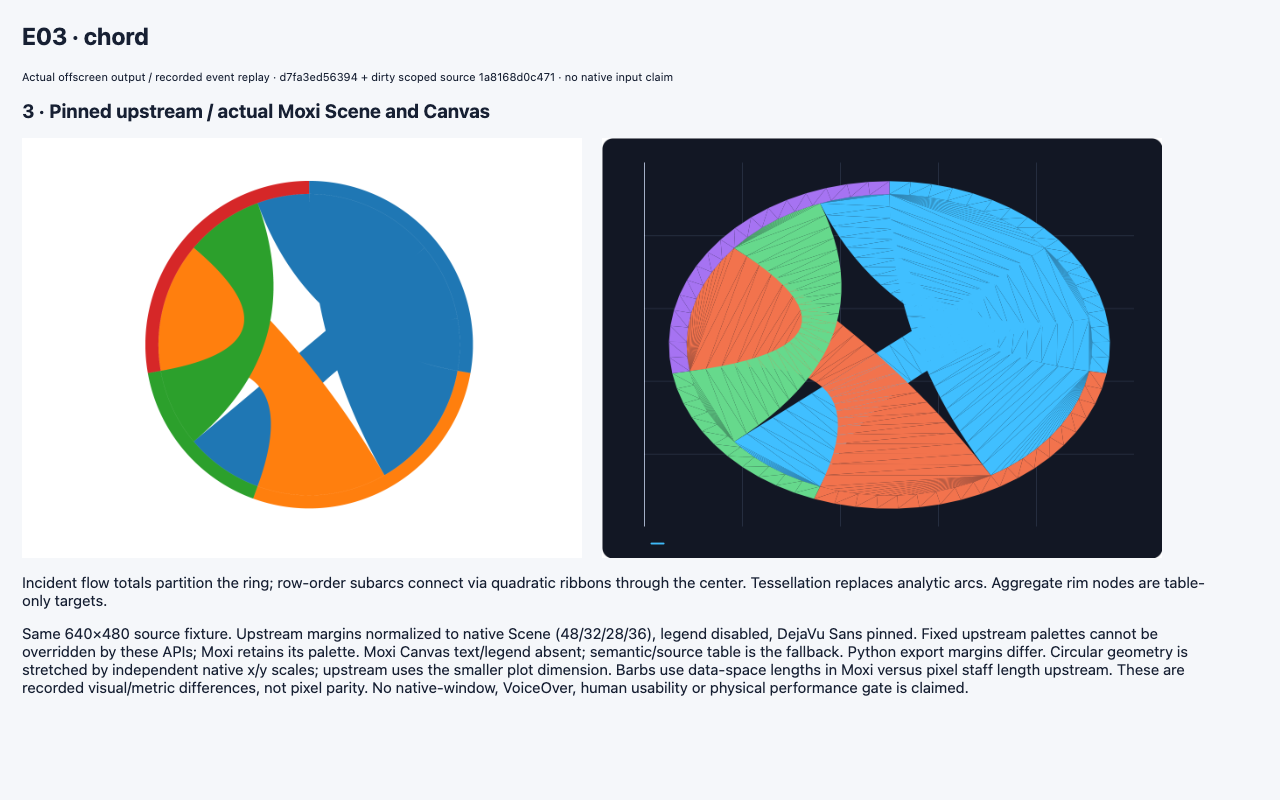 E03 · chord
Actual offscreen output / recorded event replay · d7fa3ed56394 + dirty scoped source 1a8168d0c471 · no native input claim
3 · Pinned upstream / actual Moxi Scene and Canvas
Incident flow totals partition the ring; row-order subarcs connect via quadratic ribbons through the center. Tessellation replaces analytic arcs. Aggregate rim nodes are table-
only targets.
Same 640×480 source fixture. Upstream margins normalized to native Scene (48/32/28/36), legend disabled, DejaVu Sans pinned. Fixed upstream palettes cannot be
overridden by these APIs; Moxi retains its palette. Moxi Canvas text/legend absent; semantic/source table is the fallback. Python export margins differ. Circular geometry is
stretched by independent native x/y scales; upstream uses the smaller plot dimension. Barbs use data-space lengths in Moxi versus pixel staff length upstream. These are
recorded visual/metric differences, not pixel parity. No native-window, VoiceOver, human usability or physical performance gate is claimed.